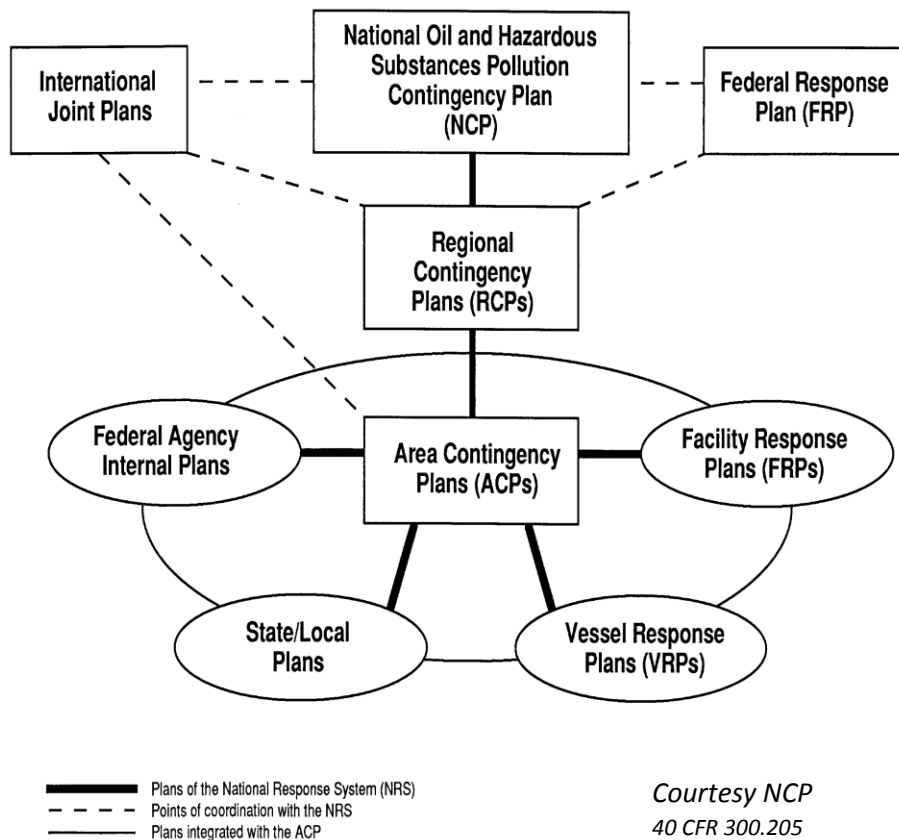 National Oil and Hazardous
Substances Pollution
Contingency Plan
(NCP)
International
Joint Plans
Federal Response
Plan (FRP)
Regional
Contingency
Plans (RCPs)
Federal Agency
Internal Plans
Area Contingency
Plans (ACPs)
Facility Response
Plans (FRPs)
State/Local
Plans
Vessel Response
Plans (VRPs)
Plans of the National Response System (NRS)
Points of coordination with the NRS
Plans integrated with the ACP
Courtesy NCP
40 CFR 300.205